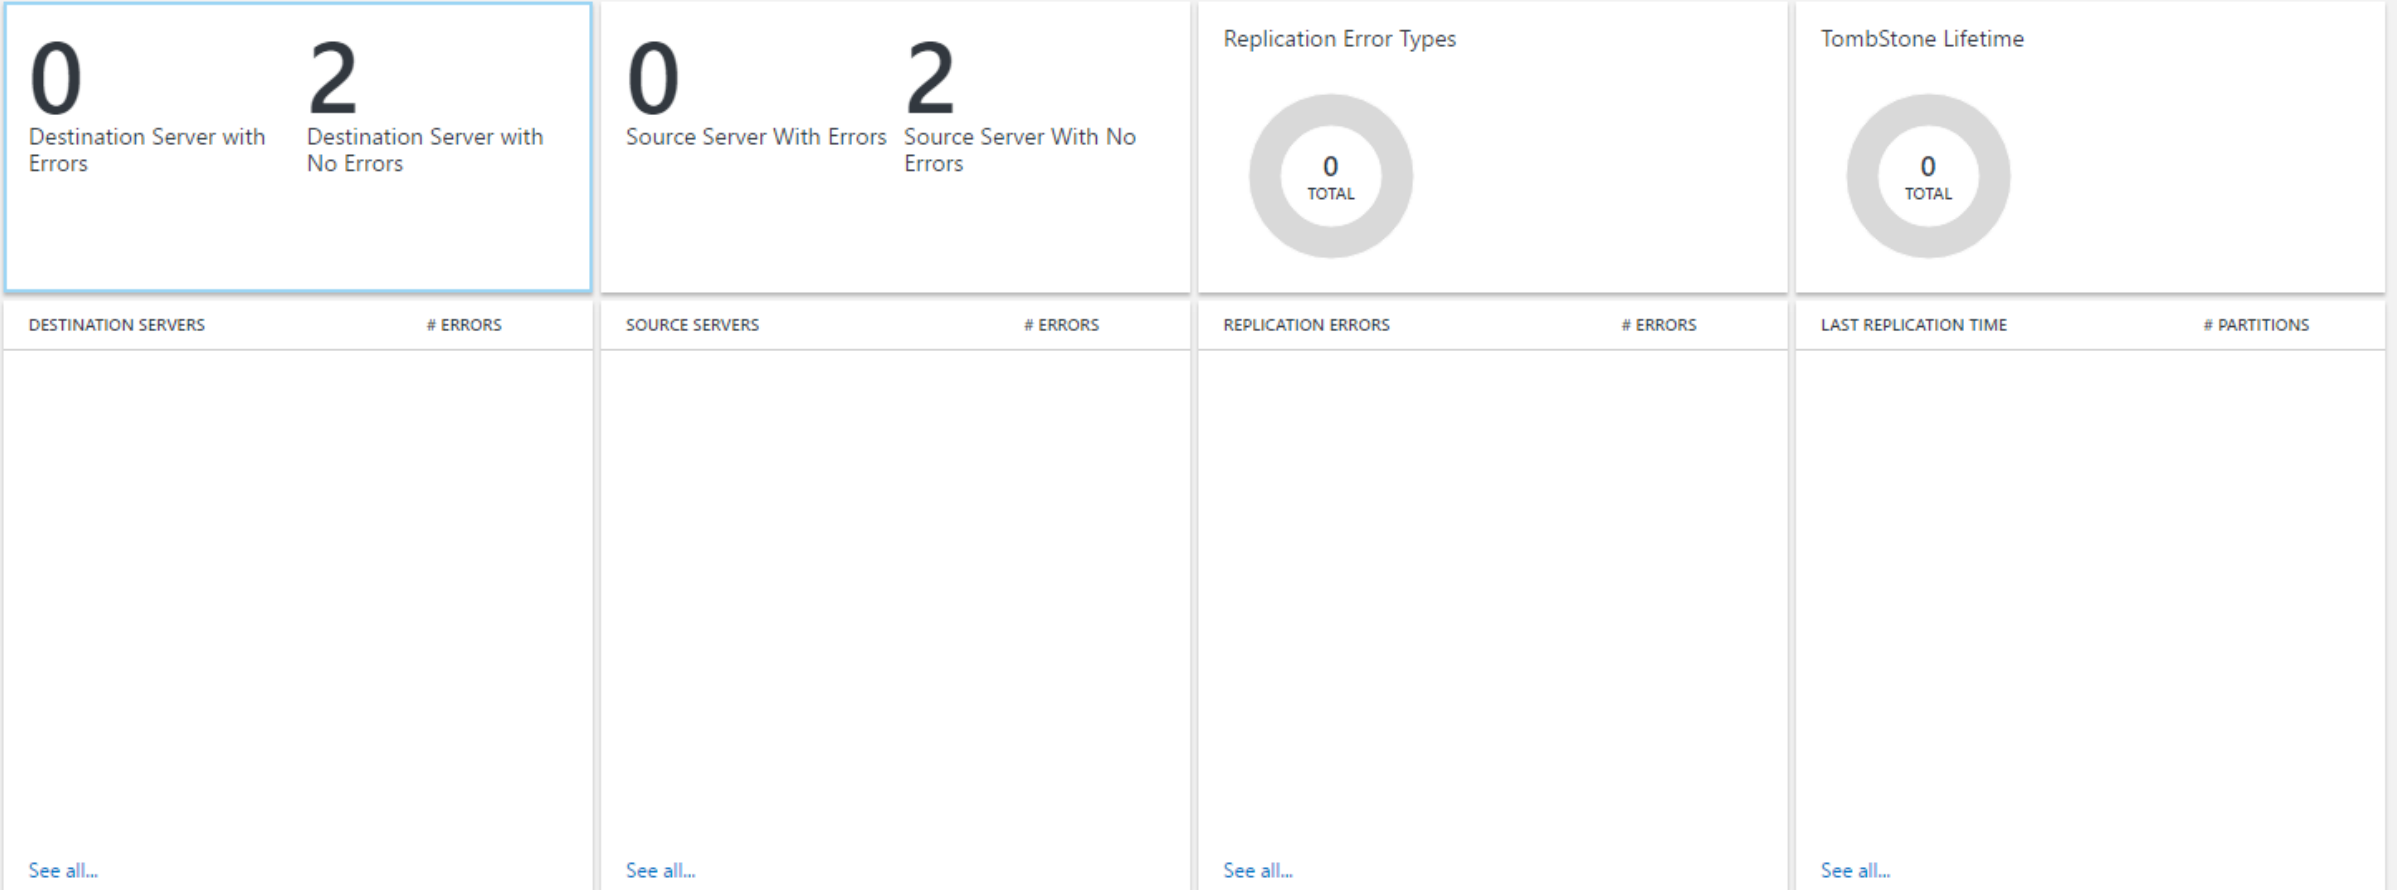 0
2
Destination Server with
Errors
Destination Server with
No Errors
0
2
Source Server With Errors
Source Server With No
Errors
Replication Error Types
0
TOTAL
TombStone Lifetime
0
TOTAL
DESTINATION SERVERS # ERRORS
See all...
SOURCE SERVERS # ERRORS
See all...
REPLICATION ERRORS # ERRORS
See all...
LAST REPLICATION TIME # PARTITIONS
See all...